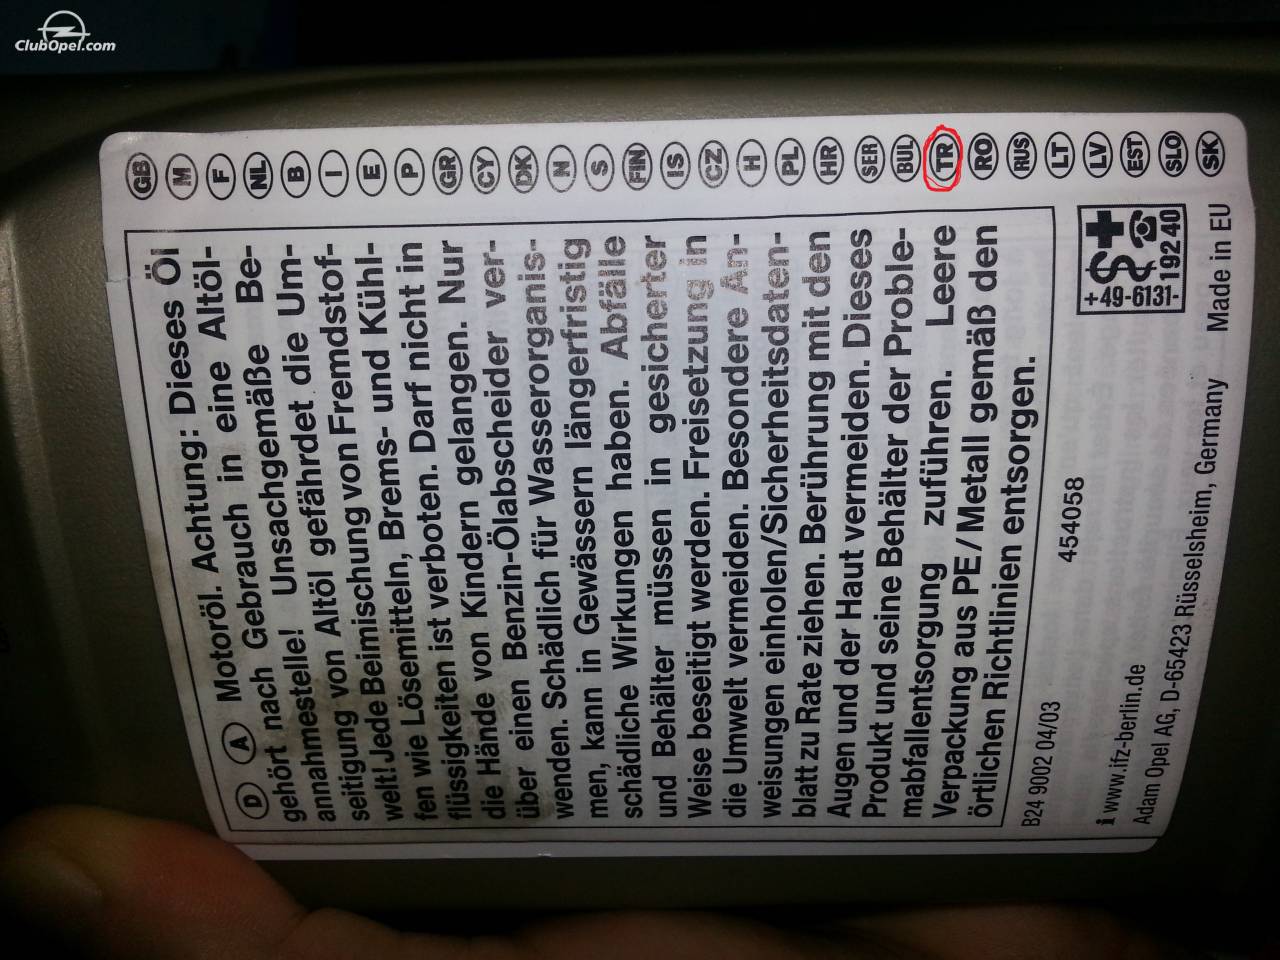 ClubOpel.com
GB
M
F
NL
B
I
E
P
GR
CY
DK
N
S
FIN
IS
CZ
H
PL
HR
SER
BUL
TR
RO
RUS
LT
LV
EST
SLO
SK
D A Motoröl. Achtung: Dieses Öl
gehört nach Gebrauch in eine Altöl-
annahmestelle! Unsachgemäße Be-
seitigung von Altöl gefährdet die Um-
welt! Jede Beimischung von Fremdstof-
fen wie Lösemitteln, Brems- und Kühl-
flüssigkeiten ist verboten. Darf nicht in
die Hände von Kindern gelangen. Nur
über einen Benzin-Ölabscheider ver-
wenden. Schädlich für Wasserorganis-
men, kann in Gewässern längerfristig
schädliche Wirkungen haben. Abfälle
und Behälter müssen in gesicherter
Weise beseitigt werden. Freisetzung in
die Umwelt vermeiden. Besondere An-
weisungen einholen/Sicherheitsdaten-
blatt zu Rate ziehen. Berührung mit den
Augen und der Haut vermeiden. Dieses
Produkt und seine Behälter der Proble-
mabfallentsorgung zuführen. Leere
Verpackung aus PE/Metall gemäß den
örtlichen Richtlinien entsorgen.
B24 9002 04/03
454058
+49-6131-
19240
i www.ifz-berlin.de
Adam Opel AG, D-65423 Rüsselsheim, Germany Made in EU